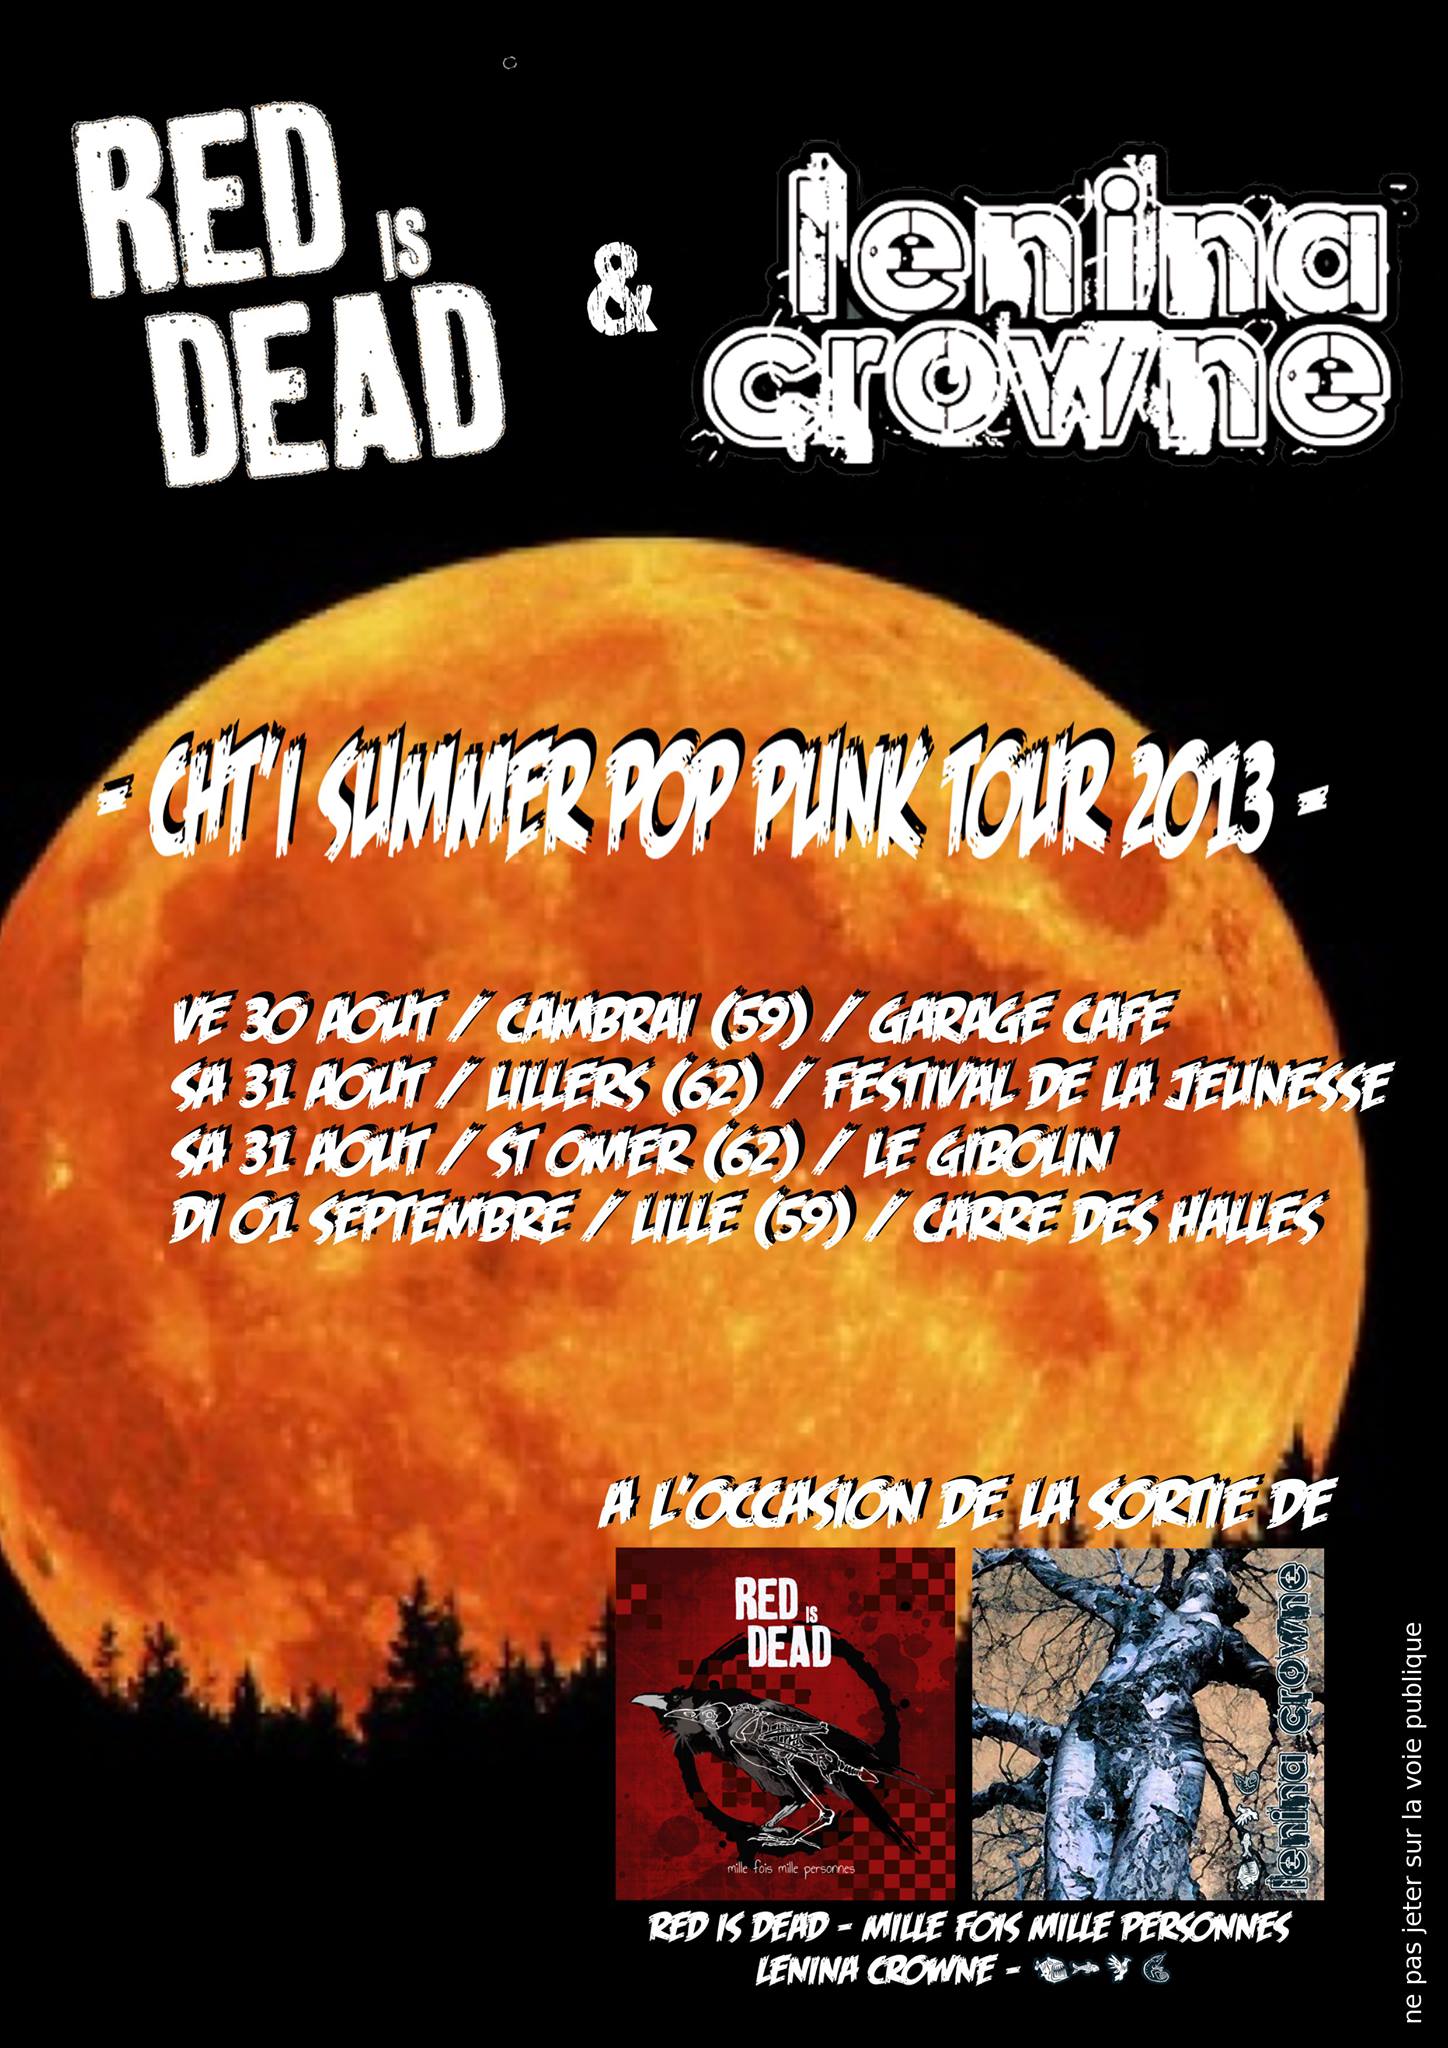 RED IS
DEAD
&
lenina
crowne
- CHT'I SUMMER POP PUNK TOUR 2013 -
VE 30 AOUT / CAMBRAI (59) / GARAGE CAFE
SA 31 AOUT / LILLERS (62) / FESTIVAL DE LA JEUNESSE
SA 31 AOUT / ST OMER (62) / LE GIBOLIN
DI 01 SEPTEMBRE / LILLE (59) / CARRE DES HALLES
A L'OCCASION DE LA SORTIE DE
RED IS
DEAD
mille fois mille personnes
lenina crowne
RED IS DEAD - MILLE FOIS MILLE PERSONNES
LENINA CROWNE -
ne pas jeter sur la voie publique